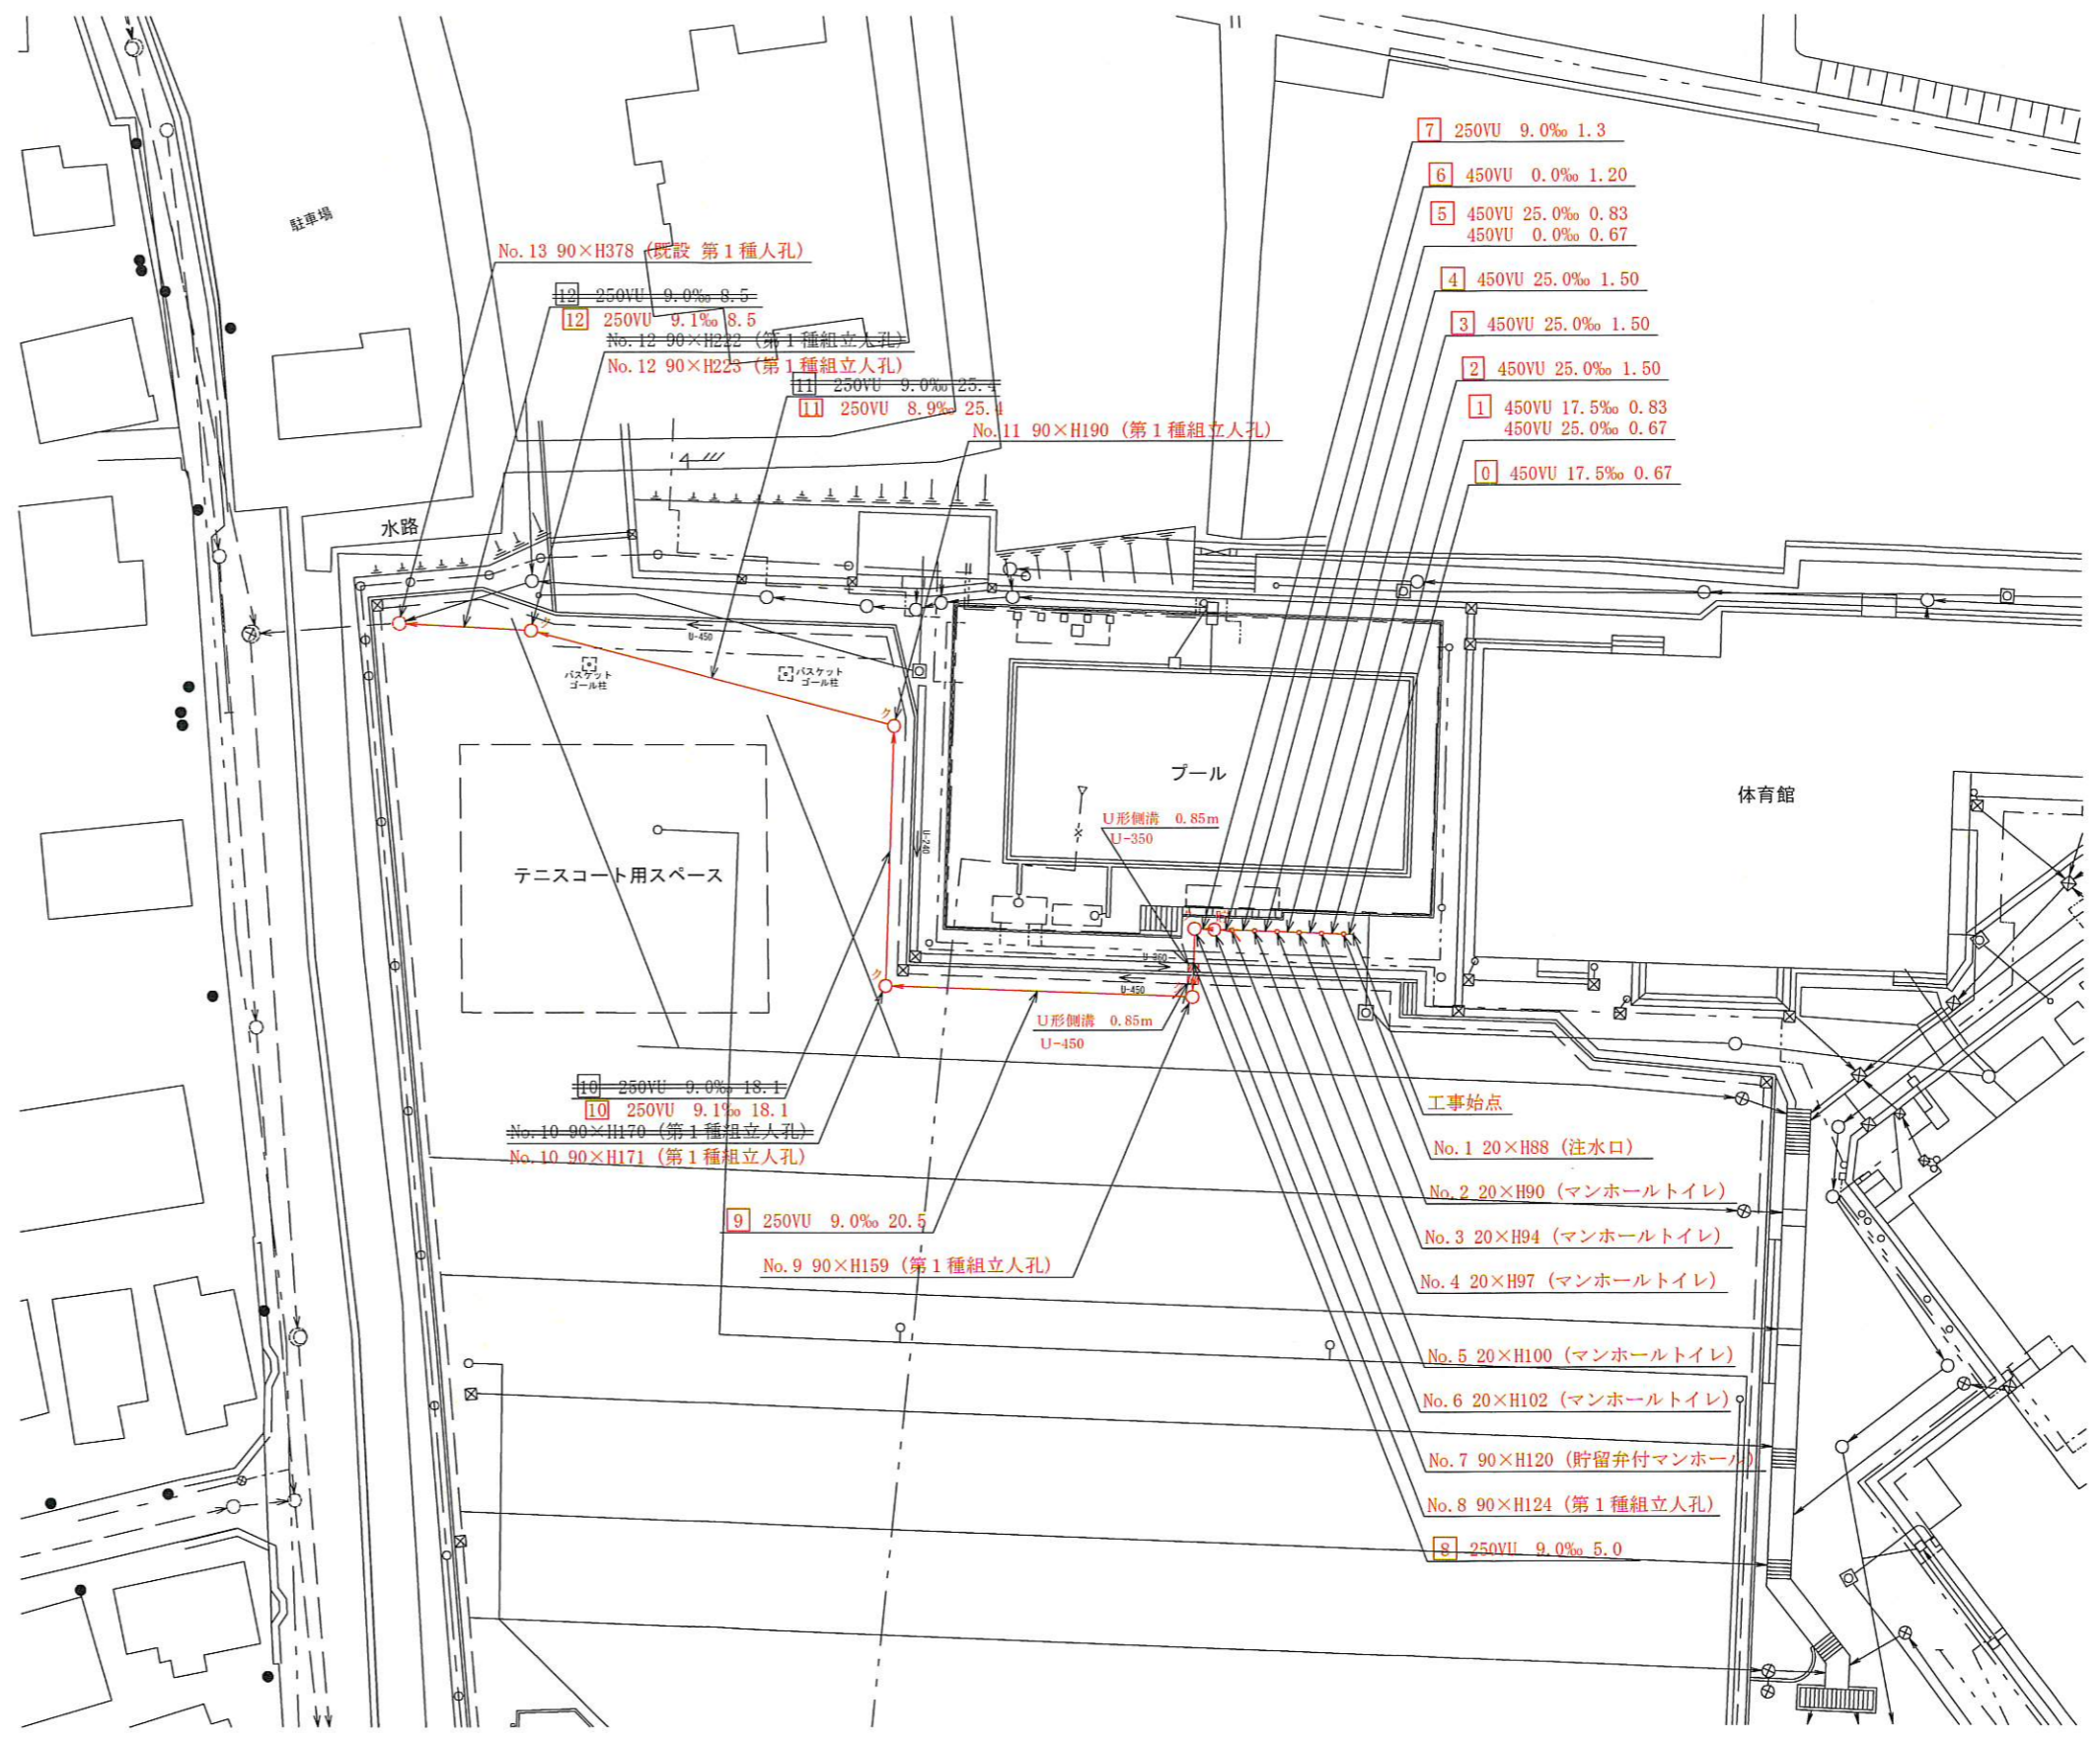 7 250VU 9.0‰ 1.3
6 450VU 0.0‰ 1.20
5 450VU 25.0‰ 0.83
450VU 0.0‰ 0.67
4 450VU 25.0‰ 1.50
3 450VU 25.0‰ 1.50
2 450VU 25.0‰ 1.50
1 450VU 17.5‰ 0.83
450VU 25.0‰ 0.67
0 450VU 17.5‰ 0.67
駐車場
No.13 90×H378 (既設 第1種人孔)
12 250VU 9.0‰ 8.5
12 250VU 9.1‰ 8.5
No.12 90×H222 (第1種組立人孔)
No.12 90×H223 (第1種組立人孔)
11 250VU 9.0‰ 25.4
11 250VU 8.9‰ 25.4
No.11 90×H190 (第1種組立人孔)
水路
U-450
バスケット
ゴール柱
バスケット
ゴール柱
ク
ク
プール
体育館
U形側溝 0.85m
U-350
U-240
テニスコート用スペース
ク
U-450
U形側溝 0.85m
U-450
10 250VU 9.0‰ 18.1
10 250VU 9.1‰ 18.1
No.10 90×H170 (第1種組立人孔)
No.10 90×H171 (第1種組立人孔)
9 250VU 9.0‰ 20.5
No.9 90×H159 (第1種組立人孔)
工事始点
No.1 20×H88 (注水口)
No.2 20×H90 (マンホールトイレ)
No.3 20×H94 (マンホールトイレ)
No.4 20×H97 (マンホールトイレ)
No.5 20×H100 (マンホールトイレ)
No.6 20×H102 (マンホールトイレ)
No.7 90×H120 (貯留弁付マンホール)
No.8 90×H124 (第1種組立人孔)
8 250VU 9.0‰ 5.0